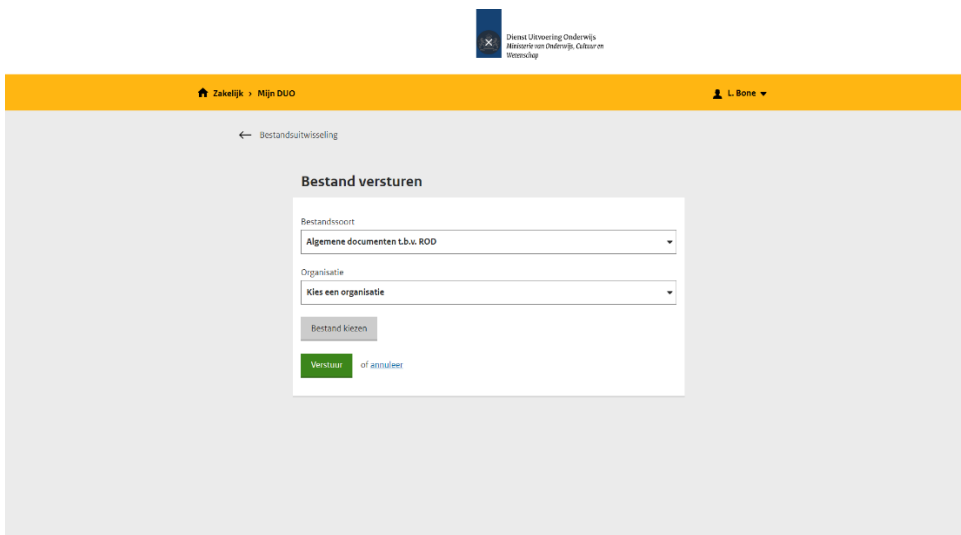 Dienst Uitvoering Onderwijs
Ministerie van Onderwijs, Cultuur en
Wetenschap
Zakelijk > Mijn DUO
L. Bone
Bestandsuitwisseling
Bestand versturen
Bestandssoort
Algemene documenten t.b.v. ROD
Organisatie
Kies een organisatie
Bestand kiezen
Verstuur of annuleer